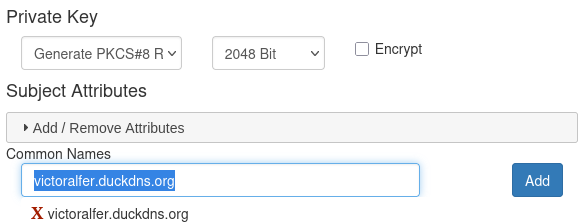 Private Key
Generate PKCS#8 R 2048 Bit Encrypt
Subject Attributes
Add / Remove Attributes
Common Names
victoralfer.duckdns.org Add
X victoralfer.duckdns.org